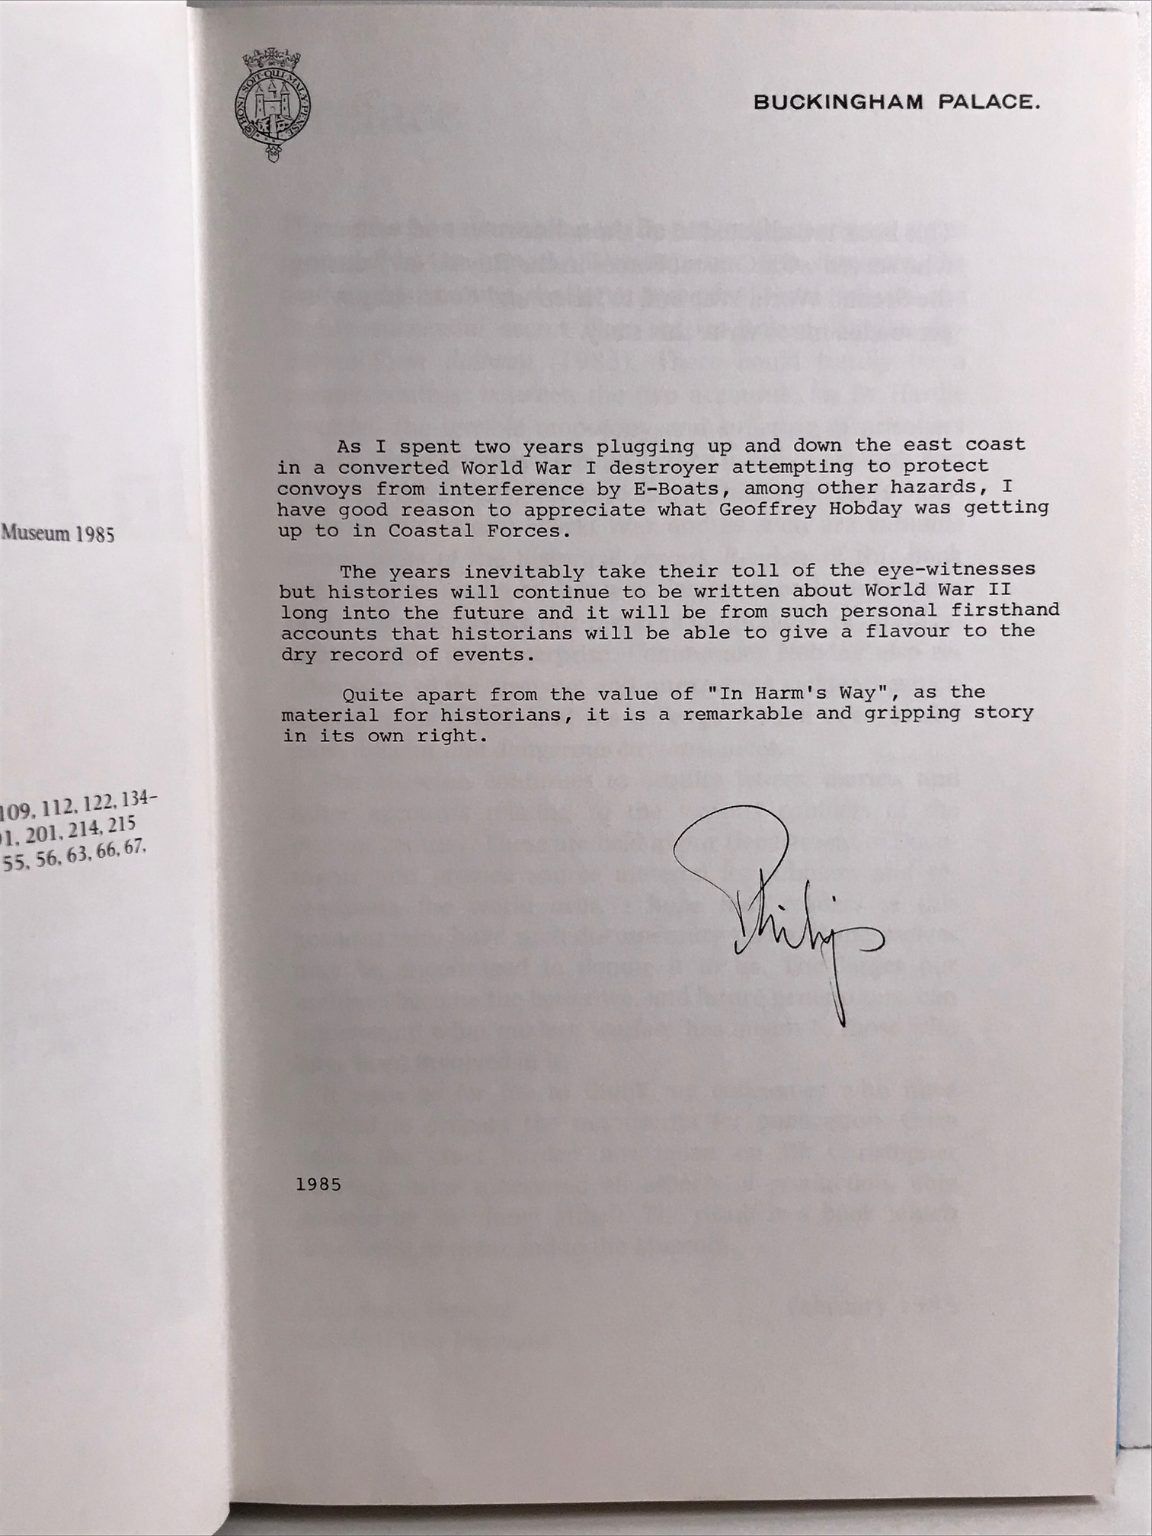 Museum 1985
109, 112, 122, 134–
1, 201, 214, 215
55, 56, 63, 66, 67,
HONI SOIT QUI MAL Y PENSE
BUCKINGHAM PALACE.
As I spent two years plugging up and down the east coast
in a converted World War I destroyer attempting to protect
convoys from interference by E-Boats, among other hazards, I
have good reason to appreciate what Geoffrey Hobday was getting
up to in Coastal Forces.
The years inevitably take their toll of the eye-witnesses
but histories will continue to be written about World War II
long into the future and it will be from such personal firsthand
accounts that historians will be able to give a flavour to the
dry record of events.
Quite apart from the value of "In Harm's Way", as the
material for historians, it is a remarkable and gripping story
in its own right.
Philip
1985